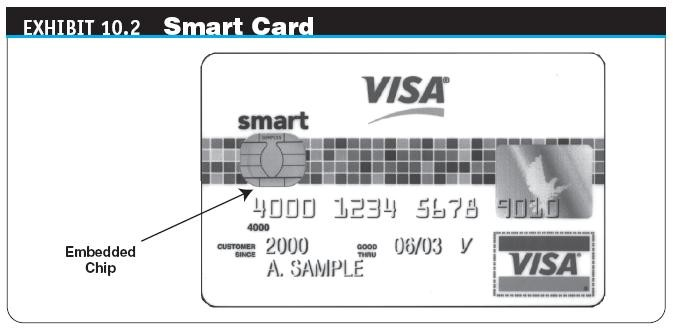 EXHIBIT 10.2 Smart Card
VISA
smart
SIEMENS
4000 1234 5678 9010
4000
CUSTOMER SINCE 2000 GOOD THRU 06/03 V
A. SAMPLE
VISA
Embedded
Chip